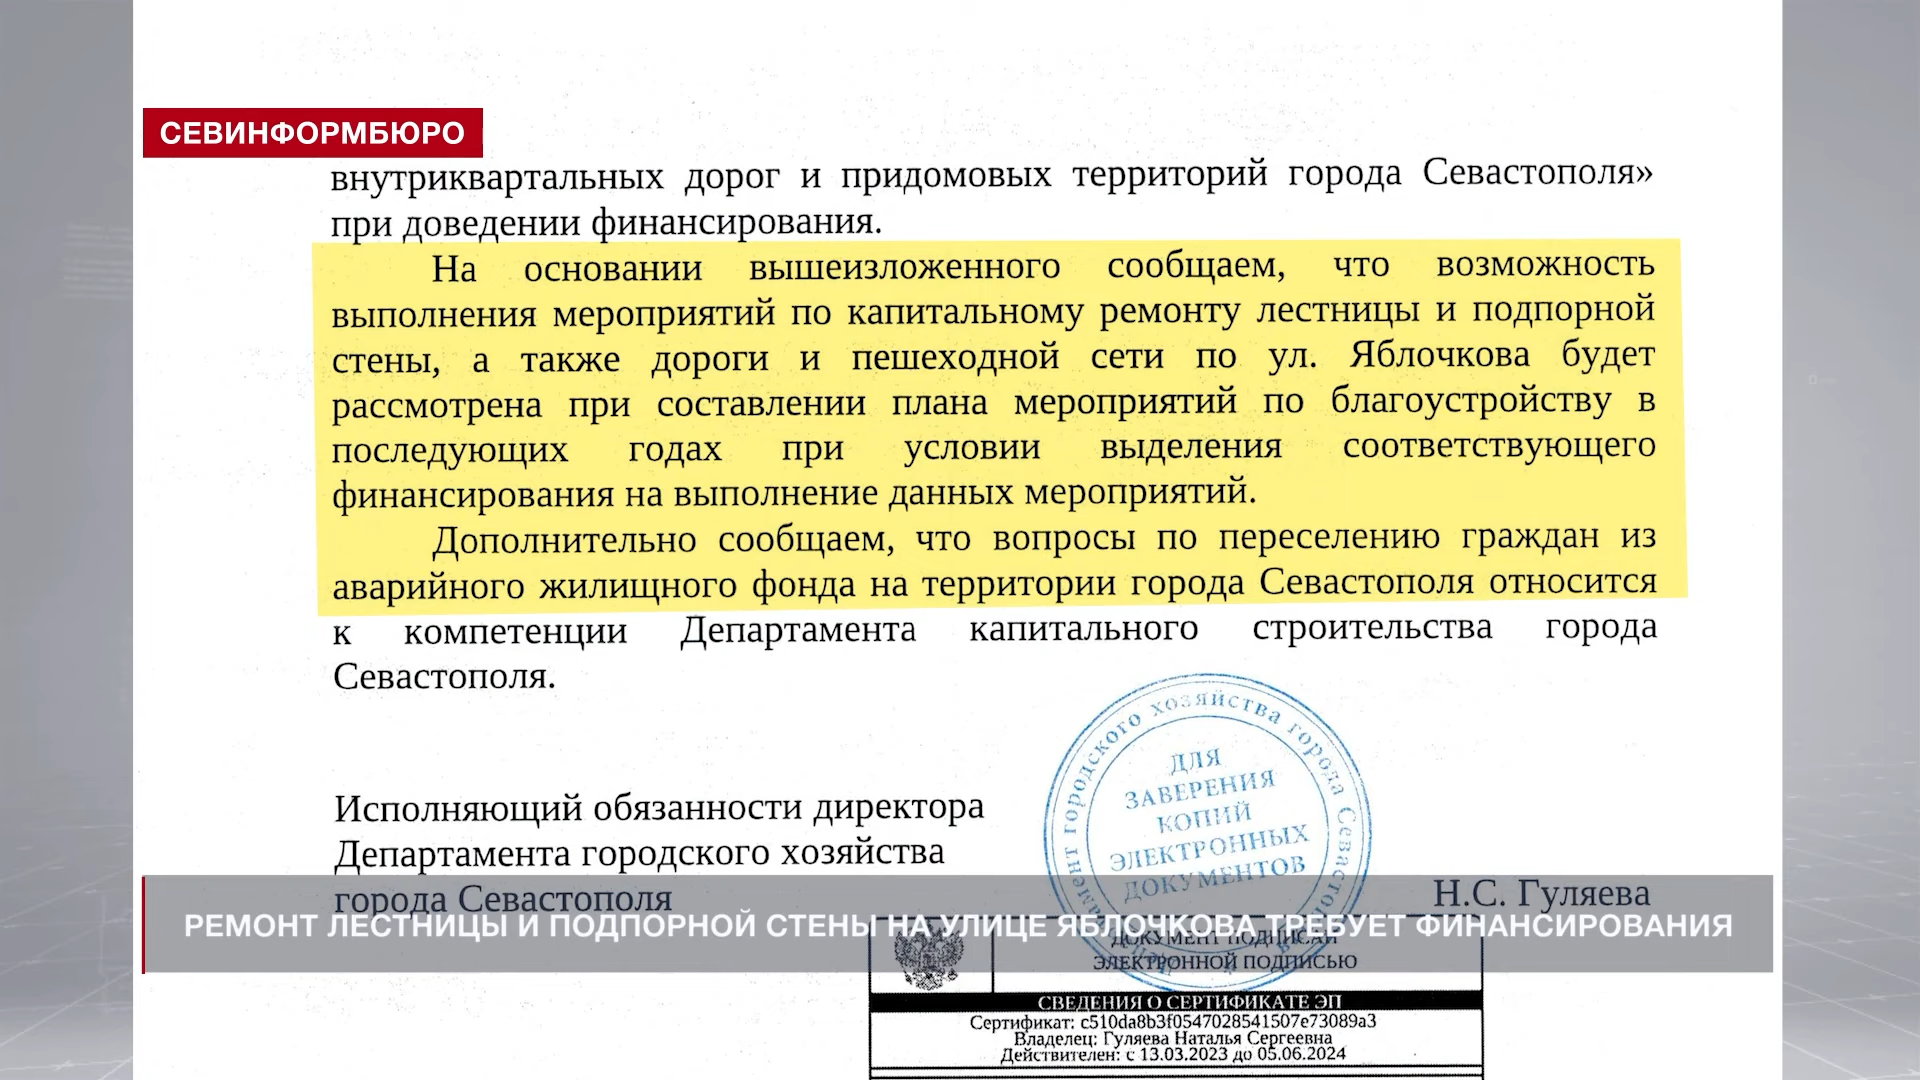 СЕВИНФОРМБЮРО
внутриквартальных дорог и придомовых территорий города Севастополя»
при доведении финансирования.
На основании вышеизложенного сообщаем, что возможность
выполнения мероприятий по капитальному ремонту лестницы и подпорной
стены, а также дороги и пешеходной сети по ул. Яблочкова будет
рассмотрена при составлении плана мероприятий по благоустройству в
последующих годах при условии выделения соответствующего
финансирования на выполнение данных мероприятий.
Дополнительно сообщаем, что вопросы по переселению граждан из
аварийного жилищного фонда на территории города Севастополя относится
к компетенции Департамента капитального строительства города
Севастополя.
Исполняющий обязанности директора
Департамента городского хозяйства
города Севастополя
Н.С. Гуляева
городского хозяйства города
ДЛЯ
ЗАВЕРЕНИЯ
КОПИЙ
ЭЛЕКТРОННЫХ
ДОКУМЕНТОВ
РЕМОНТ ЛЕСТНИЦЫ И ПОДПОРНОЙ СТЕНЫ НА УЛИЦЕ ЯБЛОЧКОВА ТРЕБУЕТ ФИНАНСИРОВАНИЯ
ДОКУМЕНТ ПОДПИСАН
ЭЛЕКТРОННОЙ ПОДПИСЬЮ
СВЕДЕНИЯ О СЕРТИФИКАТЕ ЭП
Сертификат: c510da8b3f0547028541507e73089a3
Владелец: Гуляева Наталья Сергеевна
Действителен: с 13.03.2023 до 05.06.2024